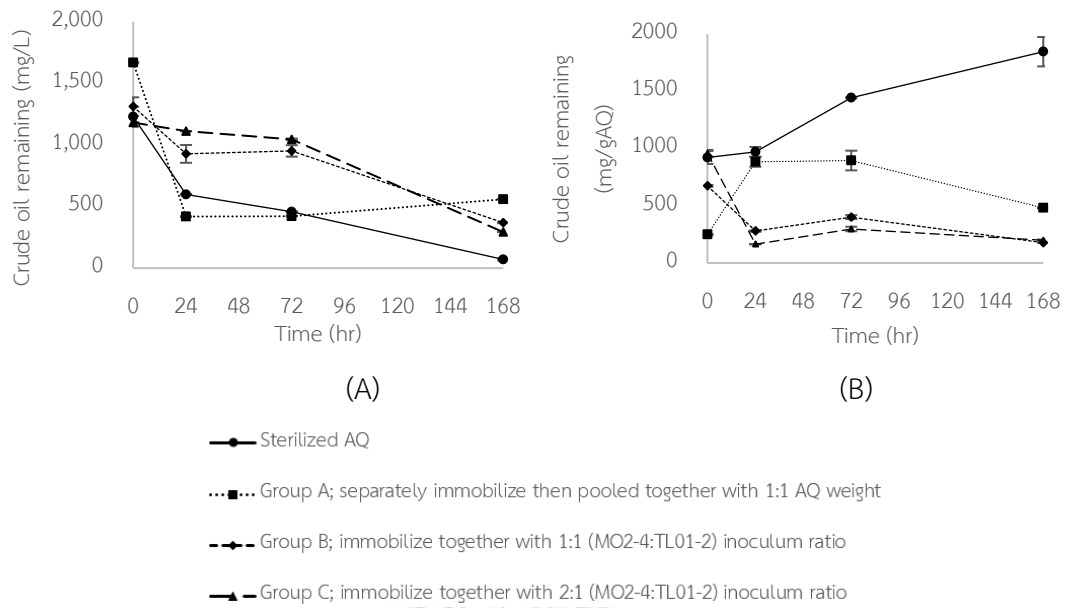 Crude oil remaining (mg/L)
2,000
1,500
1,000
500
0
0 24 48 72 96 120 144 168
Time (hr)
(A)
Crude oil remaining
(mg/gAQ)
2000
1500
1000
500
0
0 24 48 72 96 120 144 168
Time (hr)
(B)
Sterilized AQ
Group A; separately immobilize then pooled together with 1:1 AQ weight
Group B; immobilize together with 1:1 (MO2-4:TL01-2) inoculum ratio
Group C; immobilize together with 2:1 (MO2-4:TL01-2) inoculum ratio